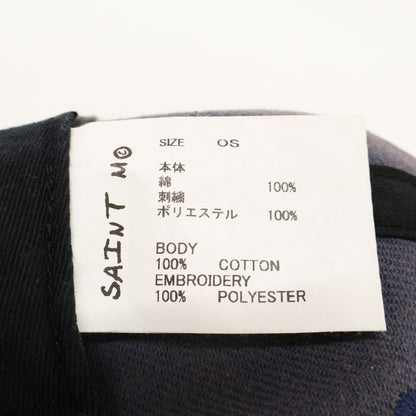 SAINT M©
SIZE OS
本体
綿 100%
刺繍
ポリエステル 100%
BODY
100% COTTON
EMBROIDERY
100% POLYESTER